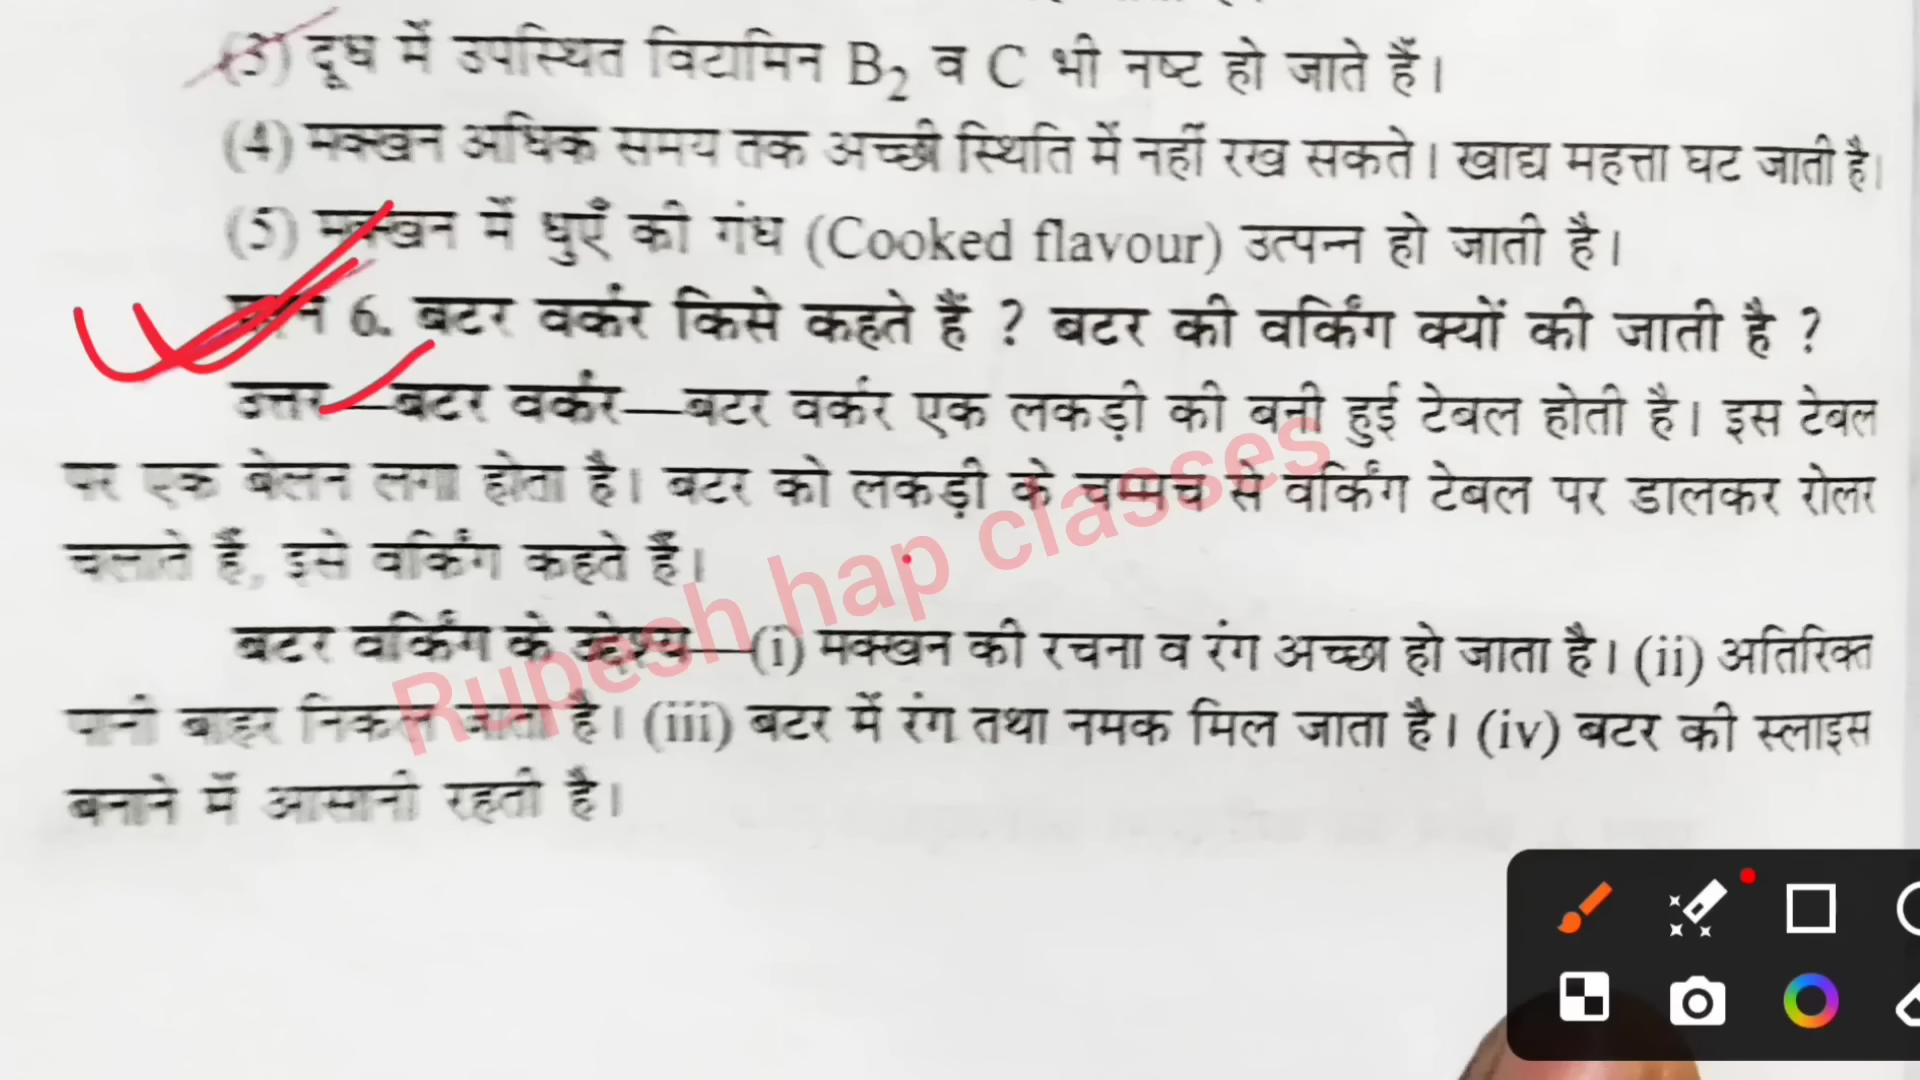 (3) दूध में उपस्थित विटामिन B₂ व C भी नष्ट हो जाते हैं।
(4) मक्खन अधिक समय तक अच्छी स्थिति में नहीं रख सकते। खाद्य महत्ता घट जाती है।
(5) मक्खन में धुएँ की गंध (Cooked flavour) उत्पन्न हो जाती है।
प्रश्न 6. बटर वर्कर किसे कहते हैं ? बटर की वर्किंग क्यों की जाती है ?
उत्तर—बटर वर्कर—बटर वर्कर एक लकड़ी की बनी हुई टेबल होती है। इस टेबल
पर एक बेलन लगा होता है। बटर को लकड़ी के चम्मच से वर्किंग टेबल पर डालकर रोलर
चलाते हैं, इसे वर्किंग कहते हैं।
Rupesh hap classes
बटर वर्किंग के उद्देश्य—(i) मक्खन की रचना व रंग अच्छा हो जाता है। (ii) अतिरिक्त
पानी बाहर निकल जाता है। (iii) बटर में रंग तथा नमक मिल जाता है। (iv) बटर की स्लाइस
बनाने में आसानी रहती है।